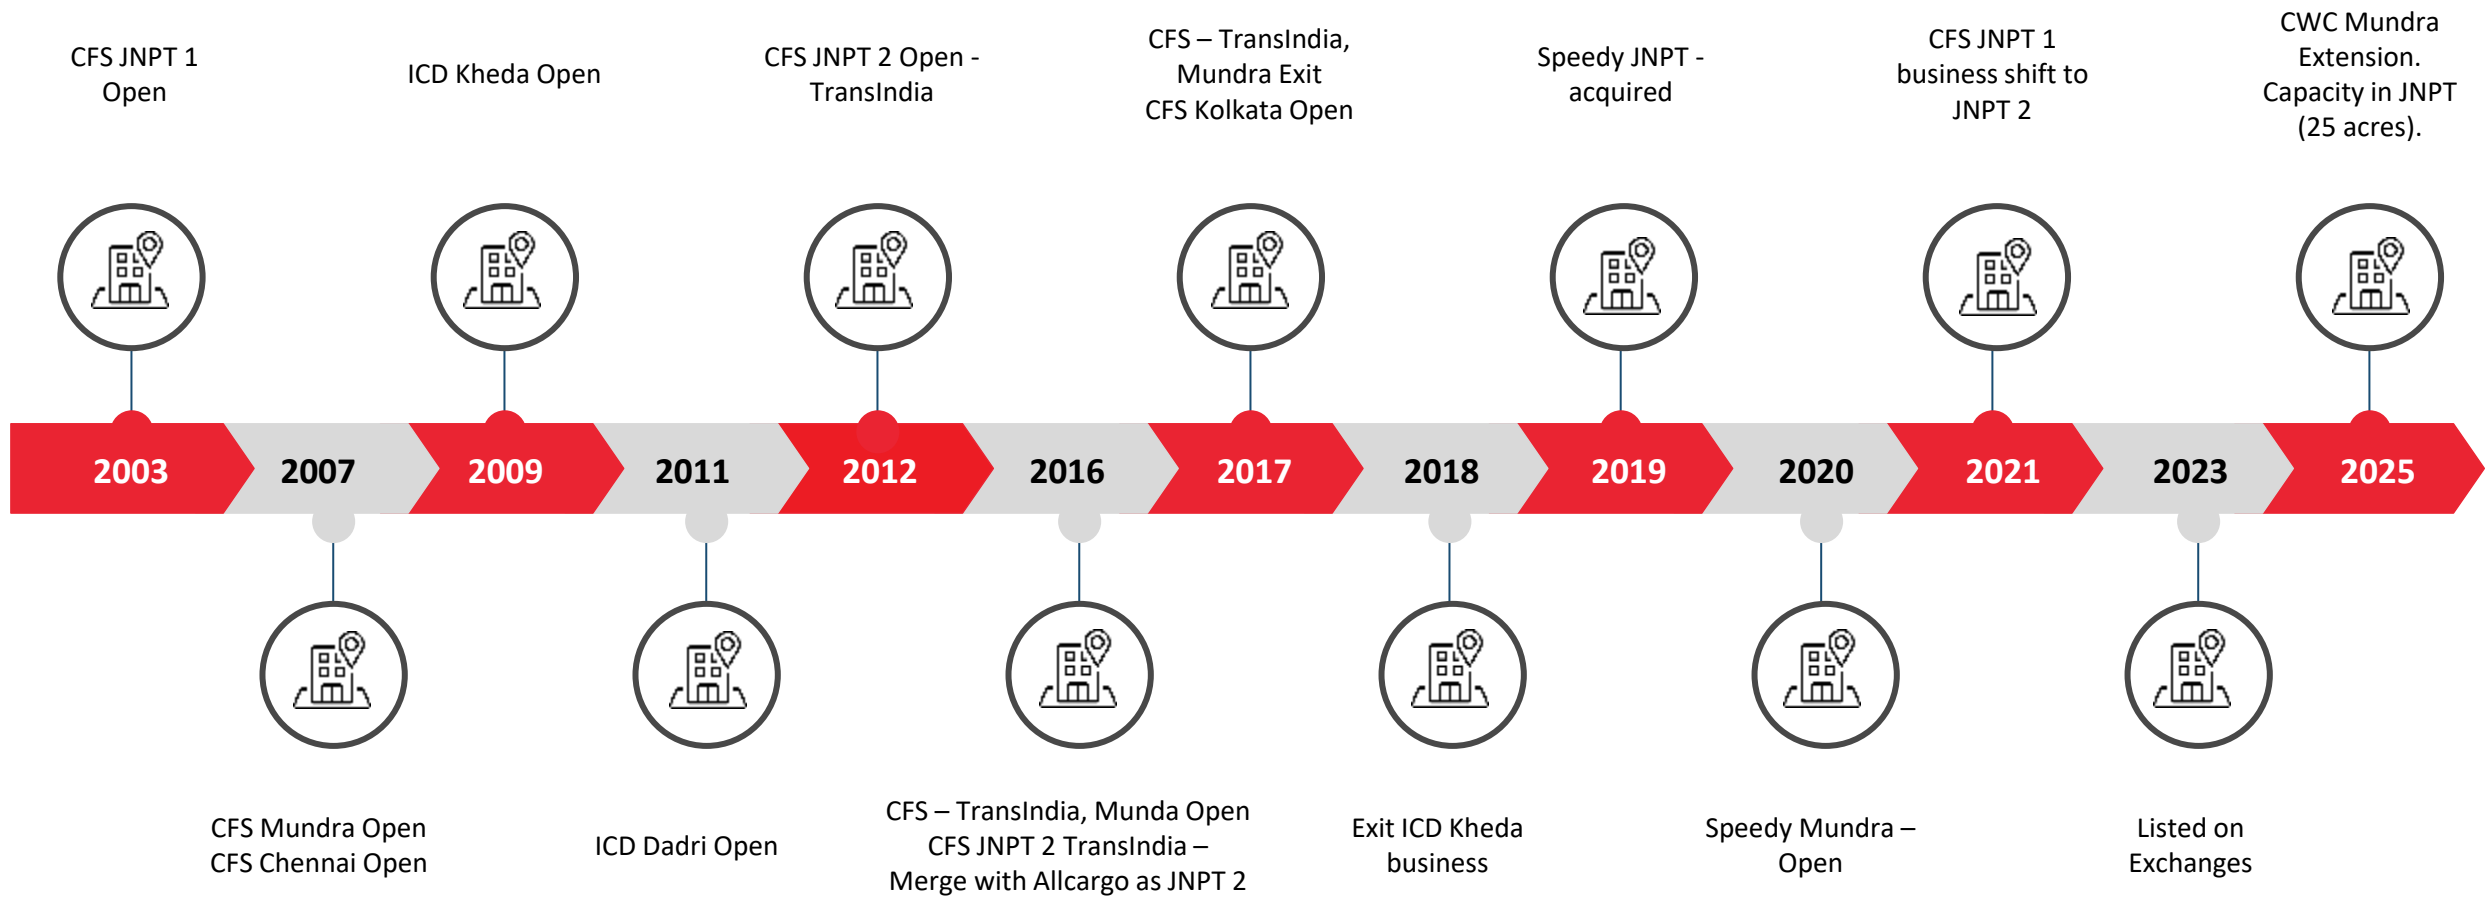 CFS JNPT 1
Open
ICD Kheda Open
CFS JNPT 2 Open -
TransIndia
CFS – TransIndia,
Mundra Exit
CFS Kolkata Open
Speedy JNPT -
acquired
CFS JNPT 1
business shift to
JNPT 2
CWC Mundra
Extension.
Capacity in JNPT
(25 acres).
2003
2007
2009
2011
2012
2016
2017
2018
2019
2020
2021
2023
2025
CFS Mundra Open
CFS Chennai Open
ICD Dadri Open
CFS – TransIndia, Munda Open
CFS JNPT 2 TransIndia –
Merge with Allcargo as JNPT 2
Exit ICD Kheda
business
Speedy Mundra –
Open
Listed on
Exchanges